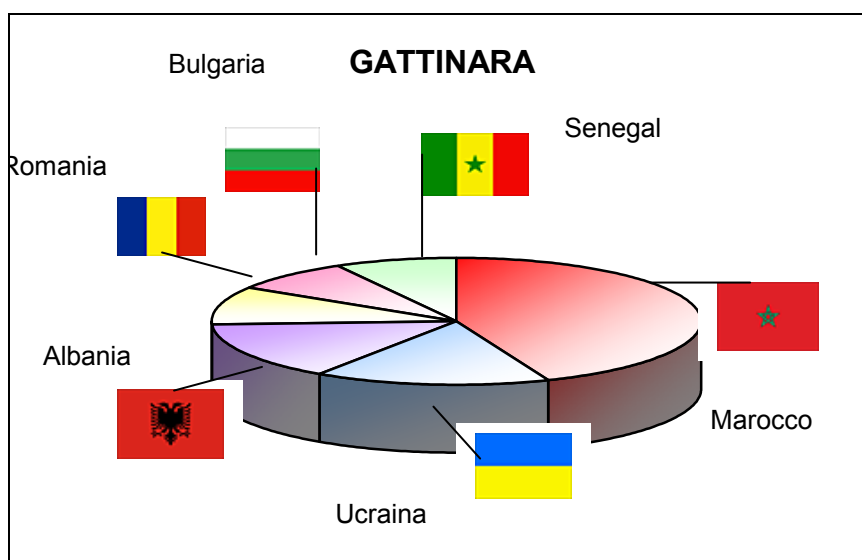 Bulgaria
GATTINARA
Senegal
Romania
Albania
Marocco
Ucraina